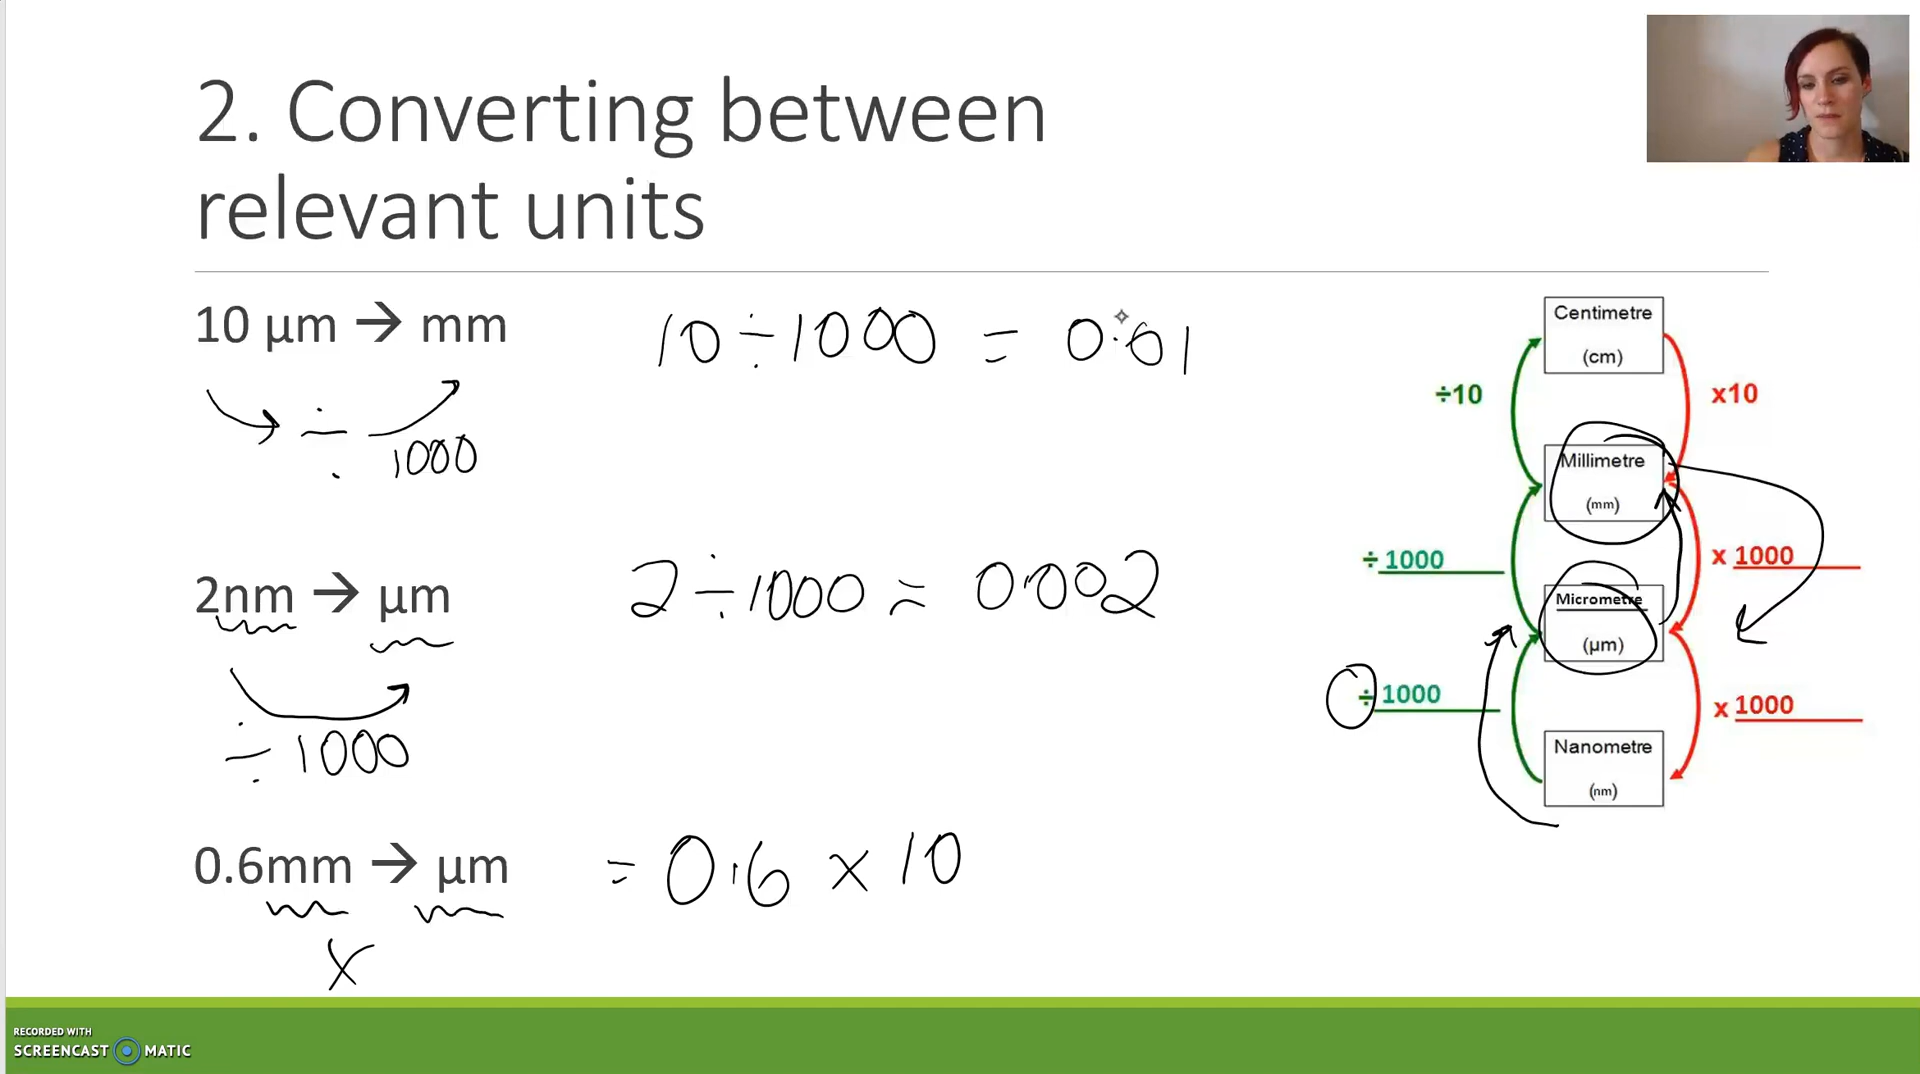 2. Converting between
relevant units
10 μm → mm
10 ÷ 1000 = 0.01
÷ 1000
2nm → μm
2 ÷ 1000 = 0.002
÷ 1000
0.6mm → μm
= 0.6 x 10
x
Centimetre
(cm)
÷10
x10
Millimetre
(mm)
÷ 1000
x 1000
Micrometre
(μm)
÷ 1000
x 1000
Nanometre
(nm)
RECORDED WITH
SCREENCAST MATIC